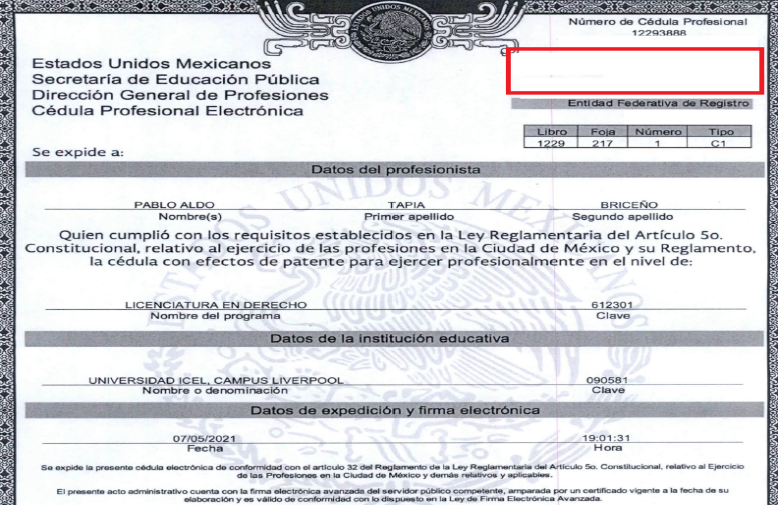 Número de Cédula Profesional
12293888
Estados Unidos Mexicanos
Secretaría de Educación Pública
Dirección General de Profesiones
Cédula Profesional Electrónica
Entidad Federativa de Registro
Libro Foja Número Tipo
1229 217 1 C1
Se expide a:
Datos del profesionista
PABLO ALDO TAPIA BRICEÑO
Nombre(s) Primer apellido Segundo apellido
Quien cumplió con los requisitos establecidos en la Ley Reglamentaria del Artículo 5o.
Constitucional, relativo al ejercicio de las profesiones en la Ciudad de México y su Reglamento,
la cédula con efectos de patente para ejercer profesionalmente en el nivel de:
LICENCIATURA EN DERECHO 612301
Nombre del programa Clave
Datos de la institución educativa
UNIVERSIDAD ICEL, CAMPUS LIVERPOOL 090581
Nombre o denominación Clave
Datos de expedición y firma electrónica
07/05/2021 19:01:31
Fecha Hora
Se expide la presente cédula electrónica de conformidad con el artículo 32 del Reglamento de la Ley Reglamentaria del Artículo 5o. Constitucional, relativo al Ejercicio
de las Profesiones en la Ciudad de México y demás relativos y aplicables.
El presente acto administrativo cuenta con la firma electrónica avanzada del servidor público competente, amparada por un certificado vigente a la fecha de su
elaboración y es válido de conformidad con lo dispuesto en la Ley de Firma Electrónica Avanzada.